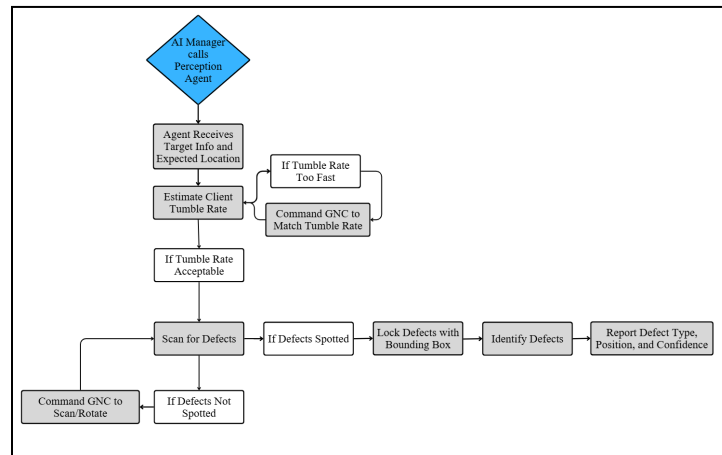 AI Manager
calls
Perception
Agent
Agent Receives
Target Info and
Expected Location
If Tumble Rate
Too Fast
Estimate Client
Tumble Rate
Command GNC to
Match Tumble Rate
If Tumble Rate
Acceptable
Scan for Defects
If Defects Spotted
Lock Defects with
Bounding Box
Identify Defects
Report Defect Type,
Position, and Confidence
Command GNC to
Scan/Rotate
If Defects Not
Spotted